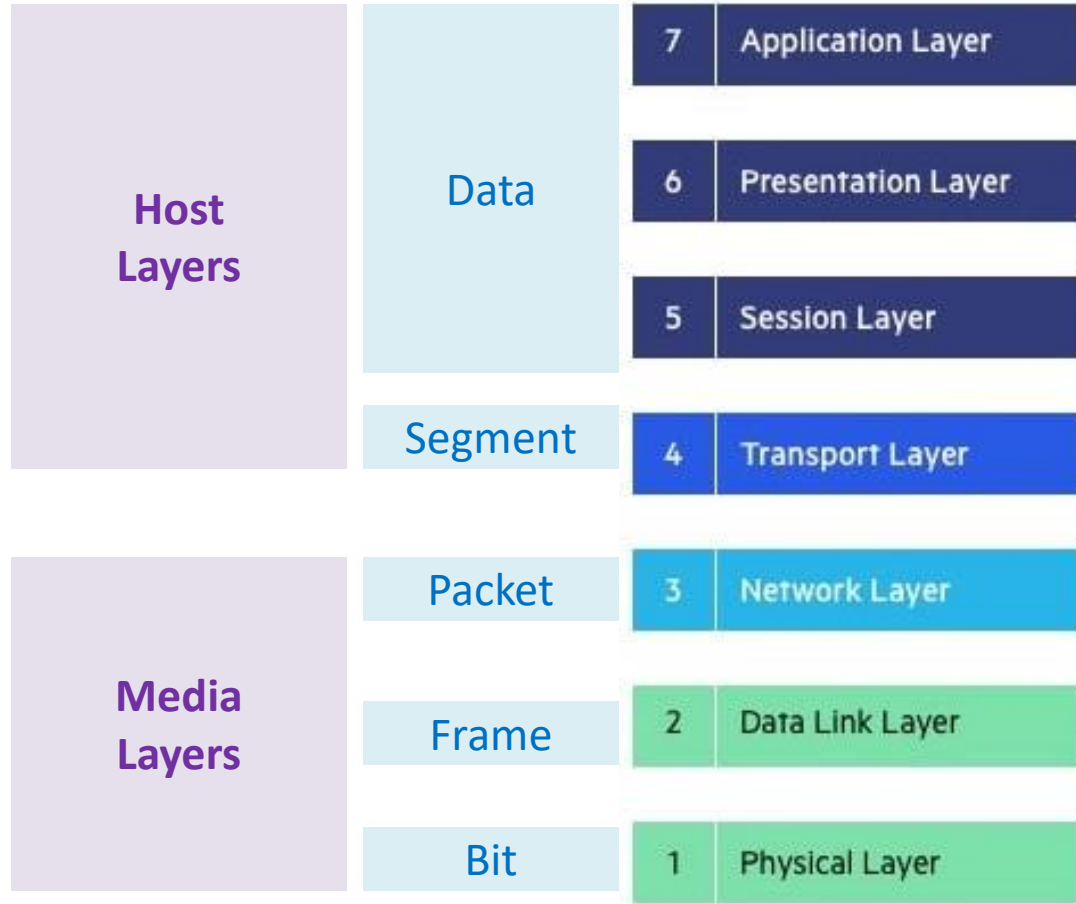 Host
Layers
Data
7 Application Layer
6 Presentation Layer
5 Session Layer
Segment
4 Transport Layer
Media
Layers
Packet
3 Network Layer
Frame
2 Data Link Layer
Bit
1 Physical Layer